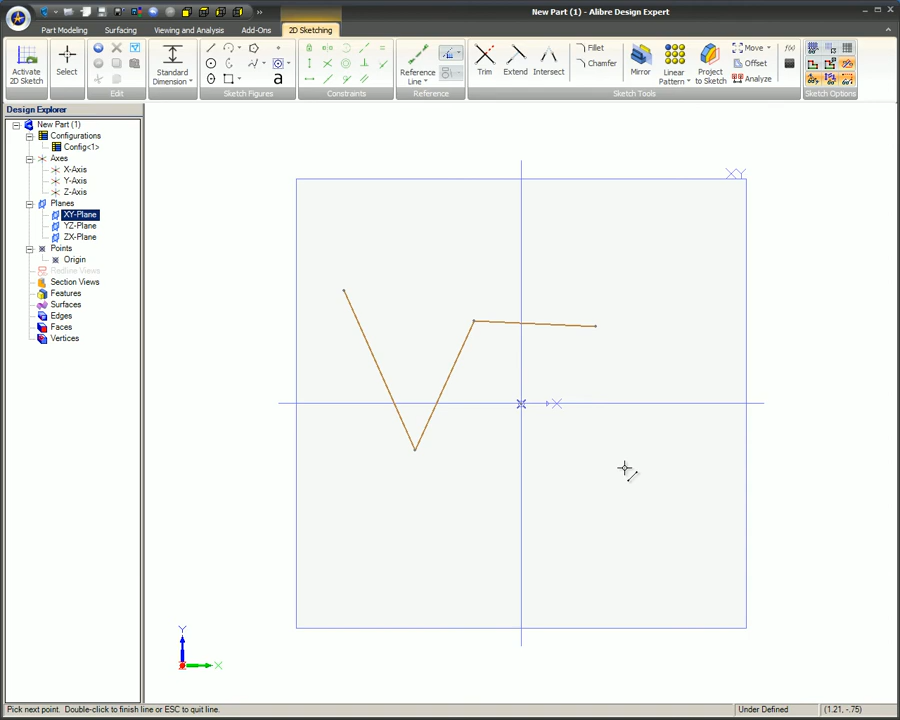 New Part (1) - Alibre Design Expert
Part Modeling
Surfacing
Viewing and Analysis
Add-Ons
2D Sketching
Activate
2D Sketch
Select
Edit
Standard
Dimension
a
Sketch Figures
Constraints
Reference
Line
Reference
Trim
Extend
Intersect
Fillet
Chamfer
Mirror
Linear
Pattern
Project
to Sketch
Move
Offset
Analyze
f(x)
Sketch Tools
Sketch Options
Design Explorer
New Part (1)
Configurations
Config<1>
Axes
X-Axis
Y-Axis
Z-Axis
Planes
XY-Plane
YZ-Plane
ZX-Plane
Points
Origin
Redline Views
Section Views
Features
Surfaces
Edges
Faces
Vertices
XY
X
Y
X
Pick next point. Double-click to finish line or ESC to quit line.
Under Defined
(1.21, -.75)